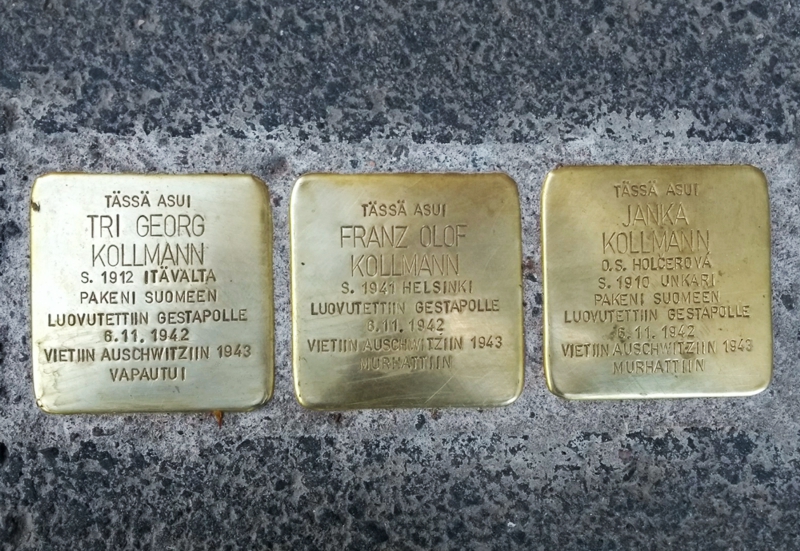 TÄSSÄ ASUI
TRI GEORG
KOLLMANN
S. 1912 ITÄVALTA
PAKENI SUOMEEN
LUOVUTETTIIN GESTAPOLLE
6.11. 1942
VIETIIN AUSCHWITZIIN 1943
VAPAUTUI
TÄSSÄ ASUI
FRANZ OLOF
KOLLMANN
S. 1941 HELSINKI
LUOVUTETTIIN GESTAPOLLE
6.11. 1942
VIETIIN AUSCHWITZIIN 1943
MURHATTIIN
TÄSSÄ ASUI
JANKA
KOLLMANN
O.S. HOLCEROVÁ
S. 1910 UNKARI
PAKENI SUOMEEN
LUOVUTETTIIN GESTAPOLLE
6.11. 1942
VIETIIN AUSCHWITZIIN 1943
MURHATTIIN